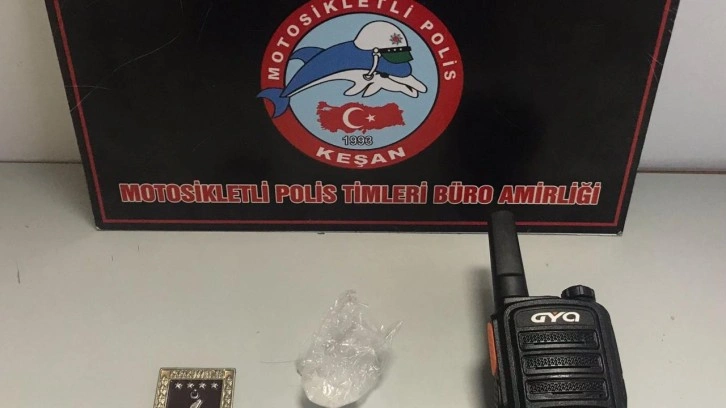 MOTOSİKLETLİ POLİS
1993
KEŞAN
MOTOSİKLETLİ POLİS TİMLERİ BÜRO AMİRLİĞİ
GYA